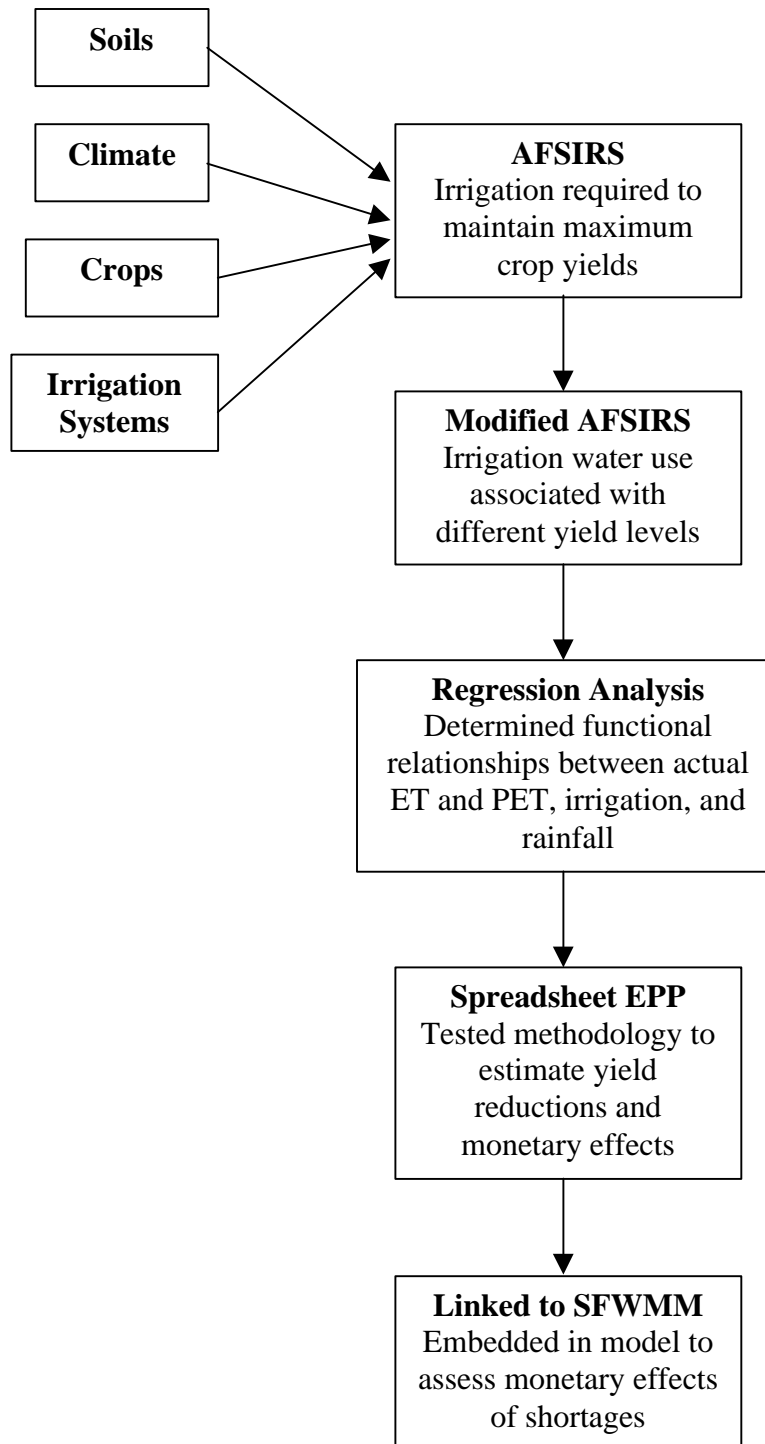 Soils
Climate
Crops
Irrigation
Systems
AFSIRS
Irrigation required to
maintain maximum
crop yields
Modified AFSIRS
Irrigation water use
associated with
different yield levels
Regression Analysis
Determined functional
relationships between actual
ET and PET, irrigation, and
rainfall
Spreadsheet EPP
Tested methodology to
estimate yield
reductions and
monetary effects
Linked to SFWMM
Embedded in model to
assess monetary effects
of shortages